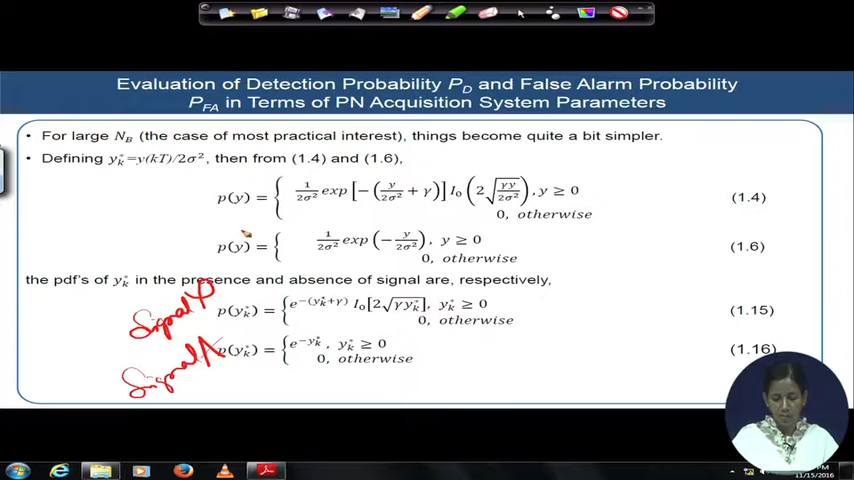 Evaluation of Detection Probability P_D and False Alarm Probability
P_FA in Terms of PN Acquisition System Parameters
• For large N_B (the case of most practical interest), things become quite a bit simpler.
• Defining y_k^*=y(kT)/2σ², then from (1.4) and (1.6),
p(y) = { 1/2σ² exp[−(y/2σ² + γ)] I₀(2√(γy/2σ²)), y ≥ 0 (1.4)
0, otherwise
p(y) = { 1/2σ² exp(−y/2σ²), y ≥ 0 (1.6)
0, otherwise
the pdf's of y_k^* in the presence and absence of signal are, respectively,
Signal P
p(y_k^*) = { e^−(y_k^*+γ) I₀[2√(γy_k^*)], y_k^* ≥ 0 (1.15)
0, otherwise
Signal A
p(y_k^*) = { e^−y_k^*, y_k^* ≥ 0 (1.16)
0, otherwise
11/15/2016